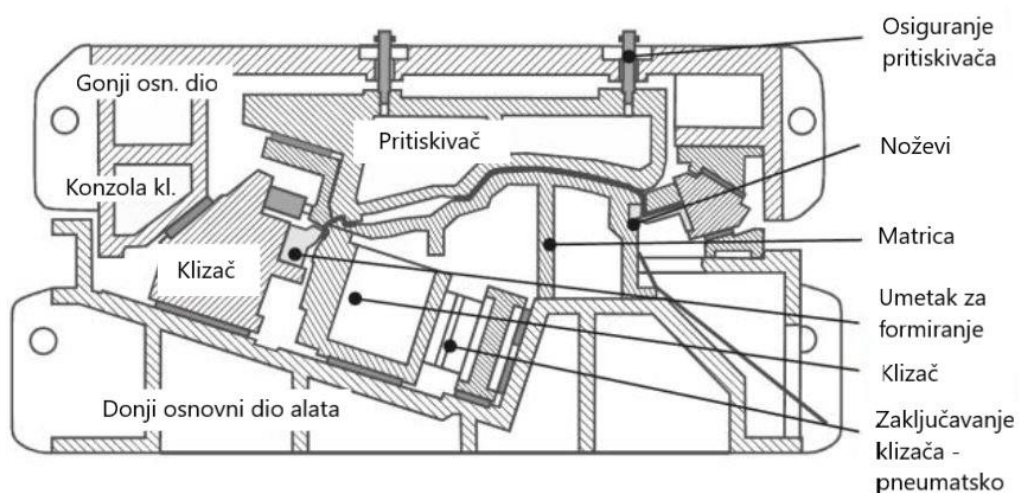 Osiguranje
pritiskivača
Gonji osn. dio
Pritiskivač
Noževi
Konzola kl.
Matrica
Klizač
Umetak za
formiranje
Klizač
Donji osnovni dio alata
Zaključavanje
klizača -
pneumatsko